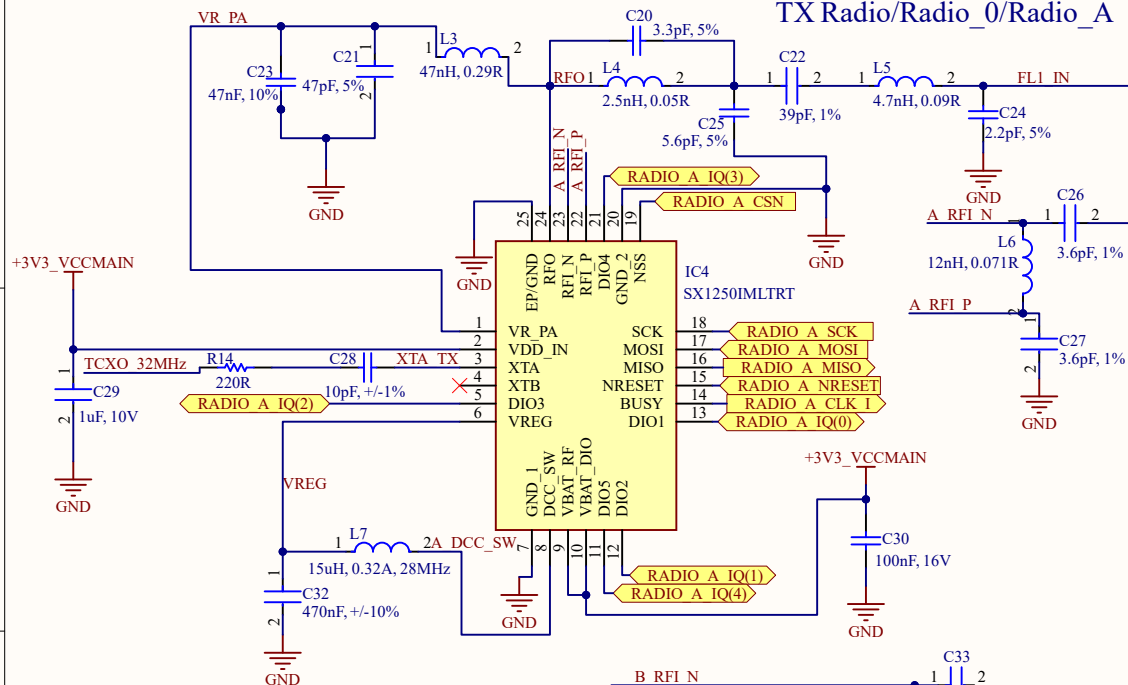 TX Radio/Radio_0/Radio_A
VR_PA
C20
3.3pF, 5%
C23
47nF, 10%
C21
47pF, 5%
1
2
1
L3
2
47nH, 0.29R
RFO
1
L4
2
2.5nH, 0.05R
C25
5.6pF, 5%
1
C22
2
39pF, 1%
1
L5
2
4.7nH, 0.09R
FL1_IN
C24
2.2pF, 5%
GND
GND
A_RFI_N
A_RFI_P
RADIO_A_IQ(3)
RADIO_A_CSN
25
24
23
22
21
20
19
GND
GND
A_RFI_N
1
C26
2
3.6pF, 1%
1
L6
12nH, 0.071R
2
A_RFI_P
1
C27
3.6pF, 1%
2
GND
EP/GND
RFO
RFI_N
RFI_P
DIO4
GND_2
NSS
IC4
SX1250IMLTRT
+3V3_VCCMAIN
1
VR_PA
2
VDD_IN
3
XTA
4
XTB
5
DIO3
6
VREG
SCK
18
RADIO_A_SCK
MOSI
17
RADIO_A_MOSI
MISO
16
RADIO_A_MISO
NRESET
15
RADIO_A_NRESET
BUSY
14
RADIO_A_CLK_I
DIO1
13
RADIO_A_IQ(0)
TCXO_32MHz
R14
220R
C28
10pF, +/-1%
XTA_TX
RADIO_A_IQ(2)
1
C29
1uF, 10V
2
GND
GND_1
DCC_SW
VBAT_RF
VBAT_DIO
DIO5
DIO2
7
8
9
10
11
12
VREG
1
L7
2
15uH, 0.32A, 28MHz
A_DCC_SW
1
C32
470nF, +/-10%
2
GND
GND
RADIO_A_IQ(1)
RADIO_A_IQ(4)
+3V3_VCCMAIN
C30
100nF, 16V
GND
B_RFI_N
1
C33
2